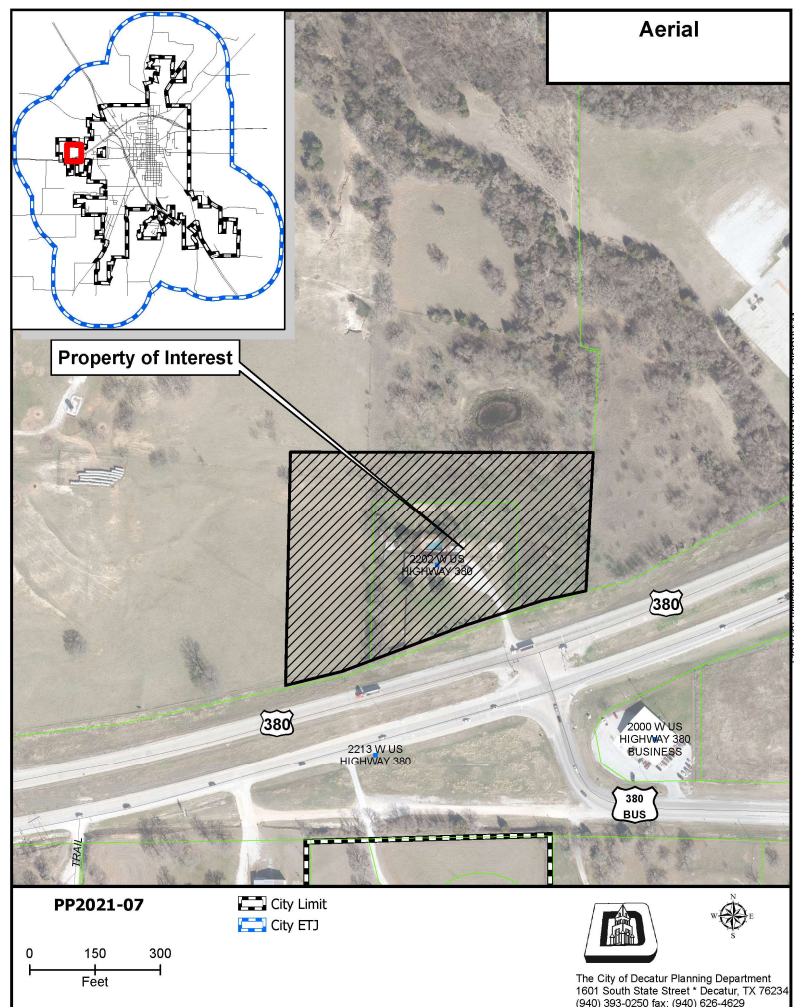 Aerial
Property of Interest
2202 W US
HIGHWAY 380
380
380
2213 W US
HIGHWAY 380
2000 W US
HIGHWAY 380
BUSINESS
380
BUS
TRAIL
PP2021-07
City Limit
City ETJ
0 150 300
Feet
N
W E
S
D
The City of Decatur Planning Department
1601 South State Street * Decatur, TX 76234
(940) 393-0250 fax: (940) 626-4629